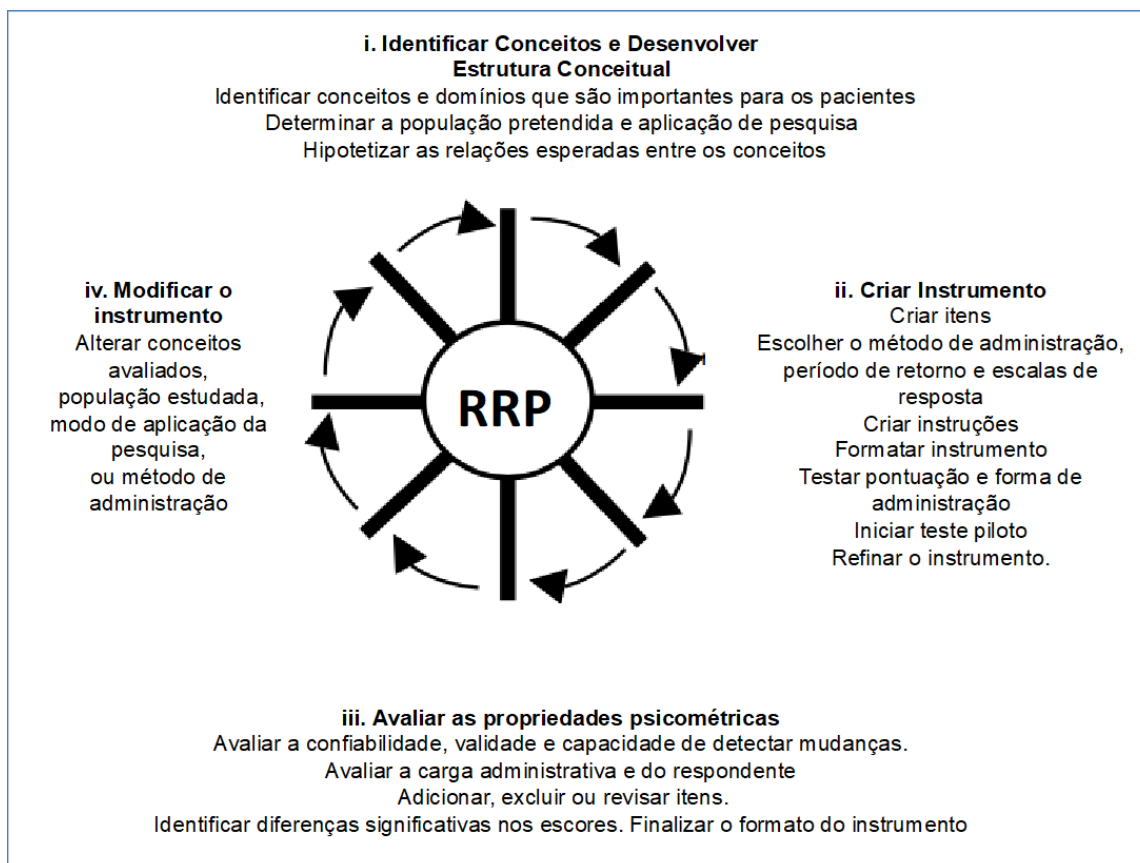 i. Identificar Conceitos e Desenvolver
Estrutura Conceitual
Identificar conceitos e domínios que são importantes para os pacientes
Determinar a população pretendida e aplicação de pesquisa
Hipotetizar as relações esperadas entre os conceitos
iv. Modificar o
instrumento
Alterar conceitos
avaliados,
população estudada,
modo de aplicação da
pesquisa,
ou método de
administração
RRP
ii. Criar Instrumento
Criar itens
Escolher o método de administração,
período de retorno e escalas de
resposta
Criar instruções
Formatar instrumento
Testar pontuação e forma de
administração
Iniciar teste piloto
Refinar o instrumento.
iii. Avaliar as propriedades psicométricas
Avaliar a confiabilidade, validade e capacidade de detectar mudanças.
Avaliar a carga administrativa e do respondente
Adicionar, excluir ou revisar itens.
Identificar diferenças significativas nos escores. Finalizar o formato do instrumento